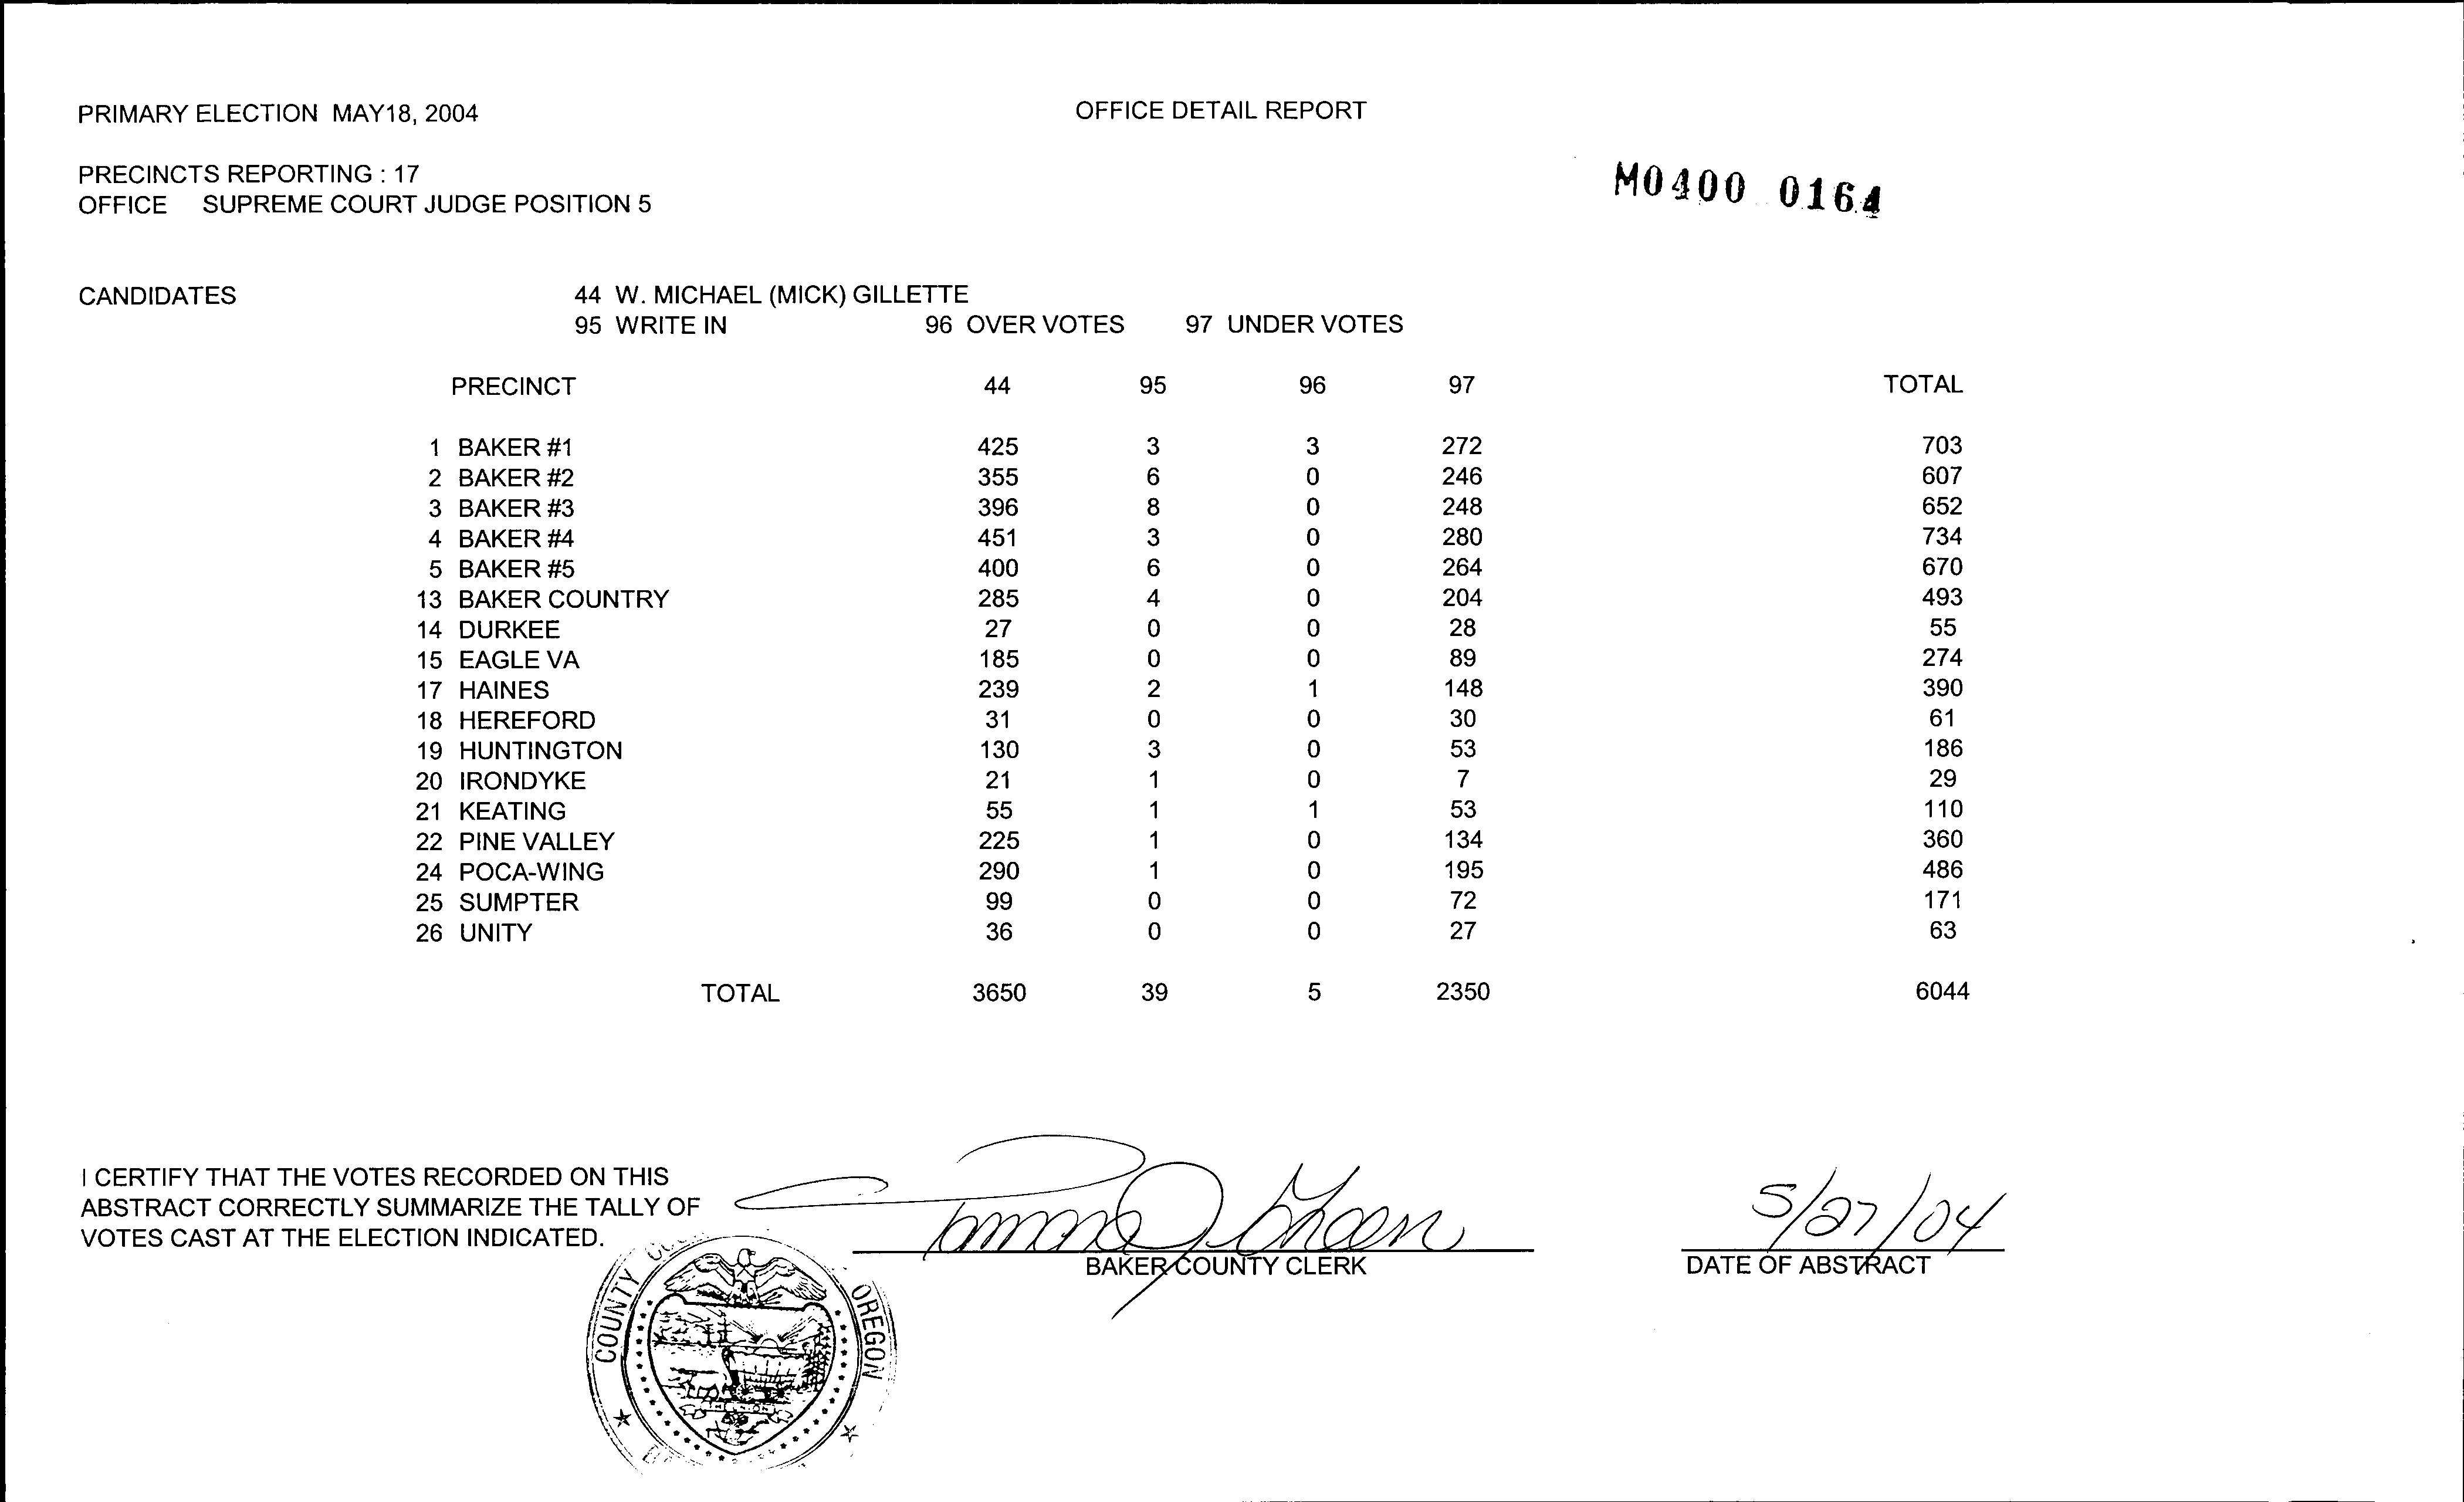 PRIMARY ELECTION MAY18, 2004 OFFICE DETAIL REPORT
PRECINCTS REPORTING : 17
M0400 0164
OFFICE SUPREME COURT JUDGE POSITION 5
CANDIDATES 44 W. MICHAEL (MICK) GILLETTE
95 WRITE IN 96 OVER VOTES 97 UNDER VOTES
PRECINCT 44 95 96 97 TOTAL
1 BAKER #1 425 3 3 272 703
2 BAKER #2 355 6 0 246 607
3 BAKER #3 396 8 0 248 652
4 BAKER #4 451 3 0 280 734
5 BAKER #5 400 6 0 264 670
13 BAKER COUNTRY 285 4 0 204 493
14 DURKEE 27 0 0 28 55
15 EAGLE VA 185 0 0 89 274
17 HAINES 239 2 1 148 390
18 HEREFORD 31 0 0 30 61
19 HUNTINGTON 130 3 0 53 186
20 IRONDYKE 21 1 0 7 29
21 KEATING 55 1 1 53 110
22 PINE VALLEY 225 1 0 134 360
24 POCA-WING 290 1 0 195 486
25 SUMPTER 99 0 0 72 171
26 UNITY 36 0 0 27 63
TOTAL 3650 39 5 2350 6044
I CERTIFY THAT THE VOTES RECORDED ON THIS
ABSTRACT CORRECTLY SUMMARIZE THE TALLY OF
VOTES CAST AT THE ELECTION INDICATED.
5/27/04
BAKER COUNTY CLERK DATE OF ABSTRACT
COUNTY
OREGON